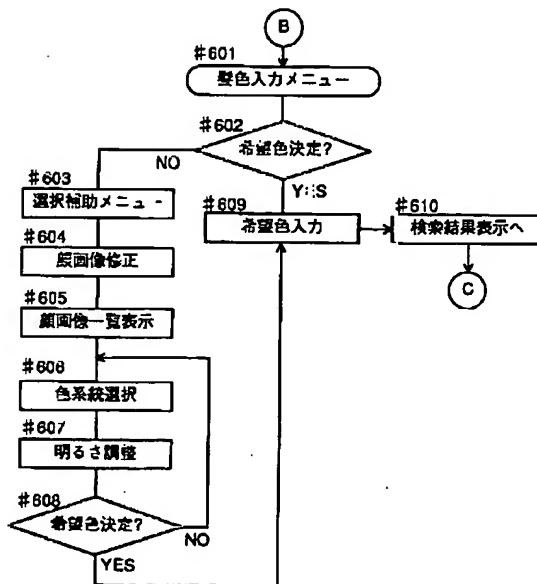 B
#601
髪色入力メニュー
#602
希望色決定?
NO
YES
#603
選択補助メニュー
#609
希望色入力
#610
検索結果表示へ
#604
顔画像修正
C
#605
顔画像一覧表示
#606
色系統選択
#607
明るさ調整
#608
希望色決定?
NO
YES